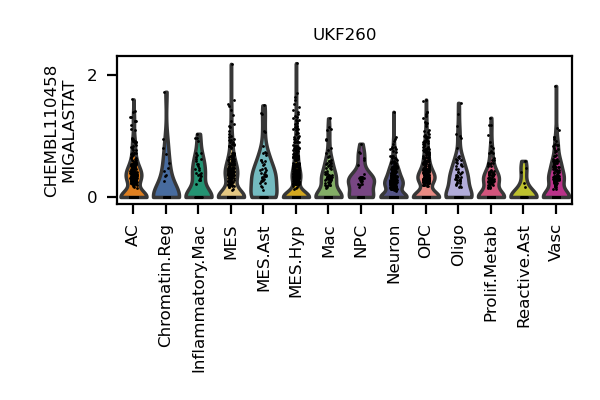 UKF260
CHEMBL110458
MIGALASTAT
2
0
AC
Chromatin.Reg
Inflammatory.Mac
MES
MES.Ast
MES.Hyp
Mac
NPC
Neuron
OPC
Oligo
Prolif.Metab
Reactive.Ast
Vasc